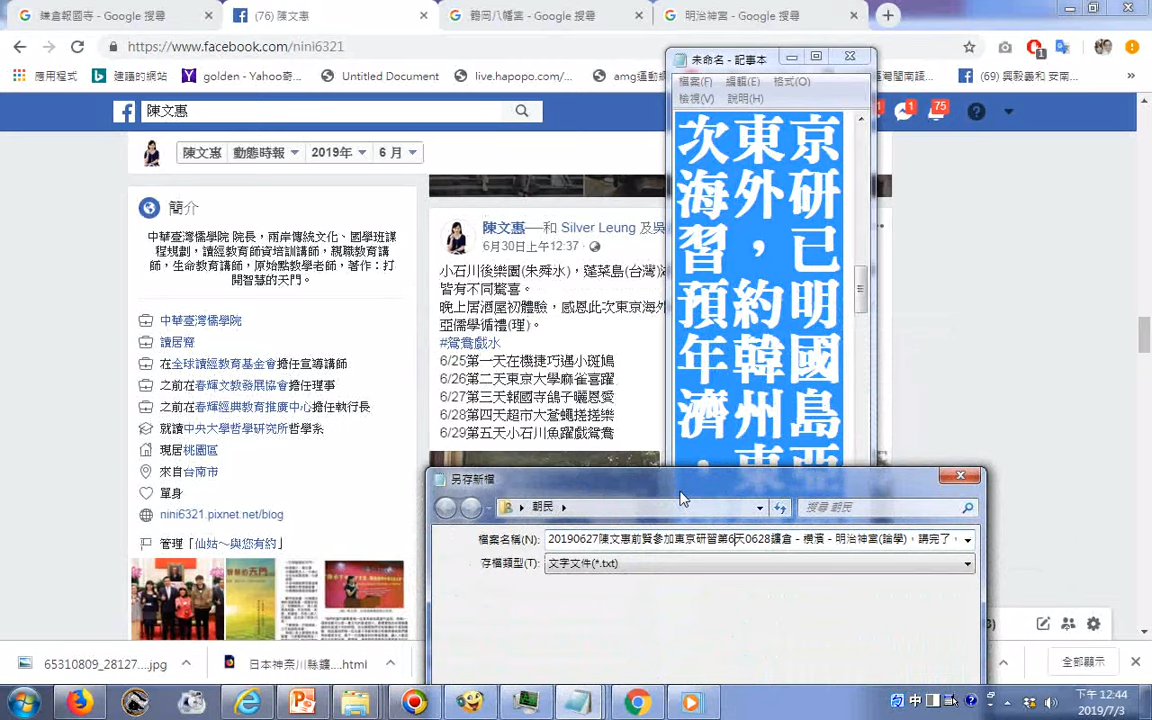 鎌倉報國寺 - Google 搜尋
(76) 陳文惠
鶴岡八幡宮 - Google 搜尋
明治神宮 - Google 搜尋
https://www.facebook.com/nini6321
應用程式
建議的網站
golden - Yahoo奇...
Untitled Document
live.hapopo.com/...
amg運動網
(69) 興毅義和 安南...
陳文惠
1
75
陳文惠
動態時報
2019年
6 月
未命名 - 記事本
檔案(F)
編輯(E)
格式(O)
檢視(V)
說明(H)
次東京
海外研
習，已
預約明
年韓國
濟州島
，東亞
簡介
中華臺灣儒學院 院長，兩岸傳統文化、國學班課
程規劃，讀經教育師資培訓講師，親職教育講
師，生命教育講師，原始點教學老師，著作：打
開智慧的天門。
中華臺灣儒學院
讀居齋
在全球讀經教育基金會擔任宣導講師
之前在春輝文教發展協會擔任理事
之前在春輝經典教育推廣中心擔任執行長
就讀中央大學哲學研究所哲學系
現居桃園區
來自台南市
單身
nini6321.pixnet.net/blog
管理「仙姑～與您有約」
陳文惠──和 Silver Leung 及吳
6月30日上午12:37
小石川後樂園(朱舜水)，蓬萊島(台灣)
皆有不同驚喜。
晚上居酒屋初體驗，感恩此次東京海外
亞儒學循禮(理)。
#鴛鴦戲水
6/25第一天在機捷巧遇小斑鳩
6/26第二天東京大學麻雀喜躍
6/27第三天報國寺鴿子曬恩愛
6/28第四天超市大蒼蠅搓搓樂
6/29第五天小石川魚躍戲鴛鴦
另存新檔
朝民
搜尋 朝民
檔案名稱(N):
20190627陳文惠前賢參加東京研習第6天0628鎌倉 - 橫濱 - 明治神宮(論學)，講完了，
存檔類型(T):
文字文件(*.txt)
65310809_28127....jpg
日本神奈川縣鎌....html
全部顯示
中
下午 12:44
2019/7/3